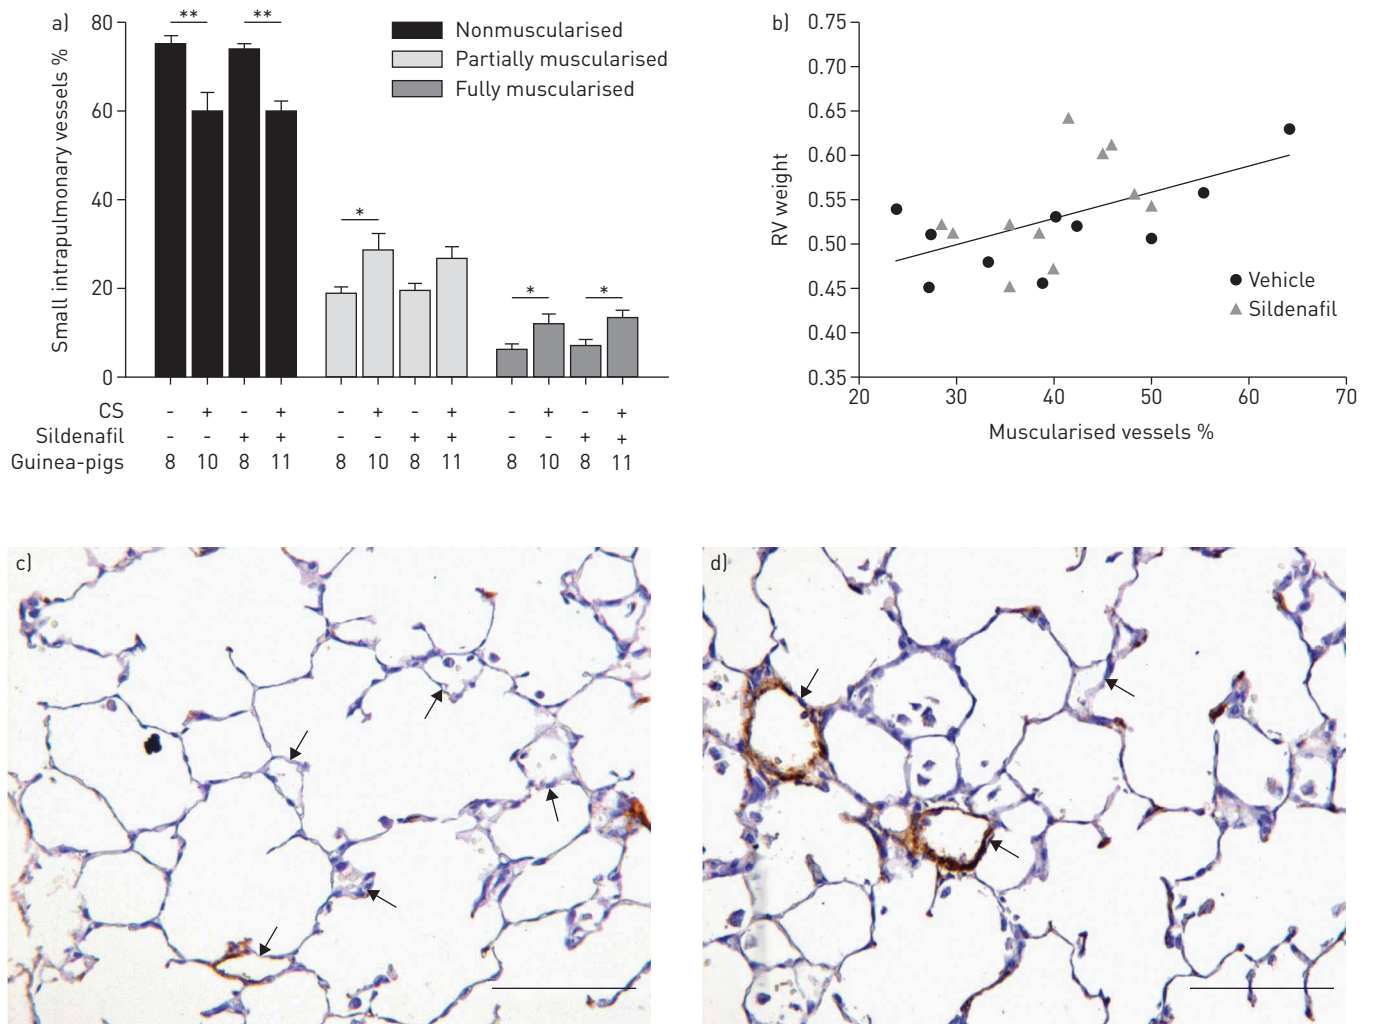 a)
80
60
40
20
0
Small intrapulmonary vessels %
** **
*
* *
Nonmuscularised
Partially muscularised
Fully muscularised
CS - + - + - + - + - + - +
Sildenafil - - + + - - + + - - + +
Guinea-pigs 8 10 8 11 8 10 8 11 8 10 8 11
b)
0.75
0.70
0.65
0.60
0.55
0.50
0.45
0.40
0.35
RV weight
Vehicle
Sildenafil
20 30 40 50 60 70
Muscularised vessels %
c)
d)